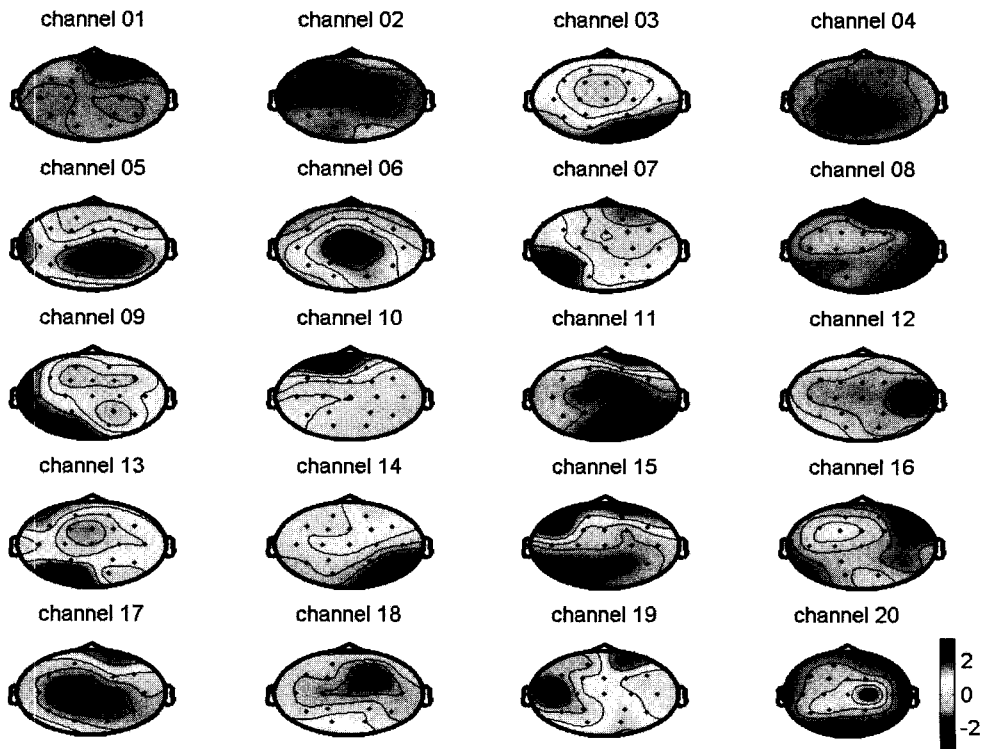 channel 01 channel 02 channel 03 channel 04
channel 05 channel 06 channel 07 channel 08
channel 09 channel 10 channel 11 channel 12
channel 13 channel 14 channel 15 channel 16
channel 17 channel 18 channel 19 channel 20
2
0
-2